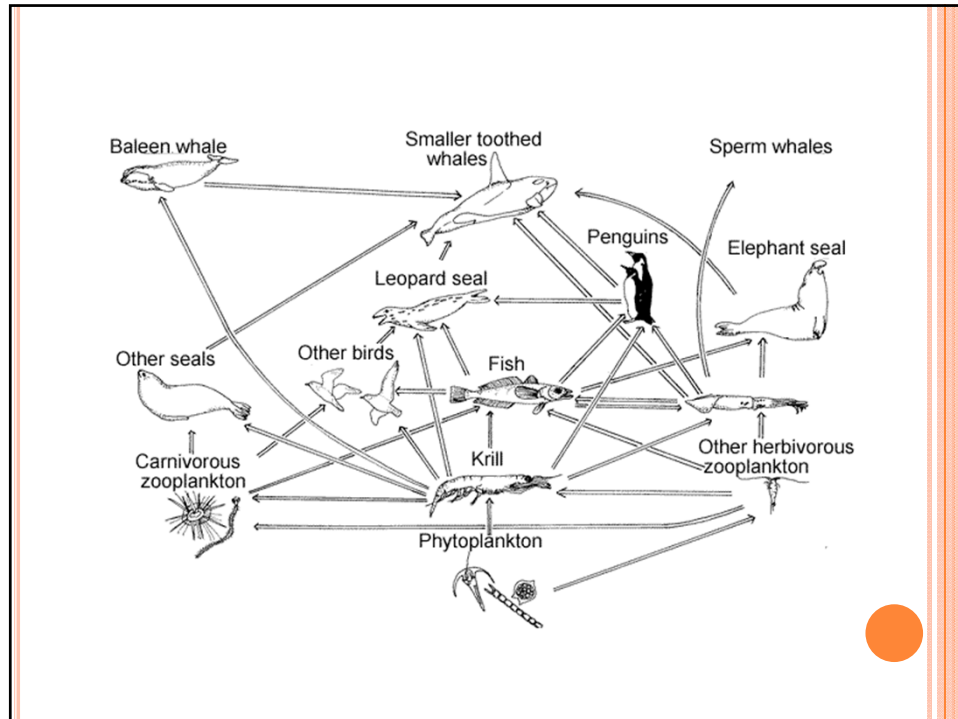 Baleen whale
Smaller toothed
whales
Sperm whales
Penguins
Elephant seal
Leopard seal
Other seals
Other birds
Fish
Carnivorous
zooplankton
Krill
Other herbivorous
zooplankton
Phytoplankton